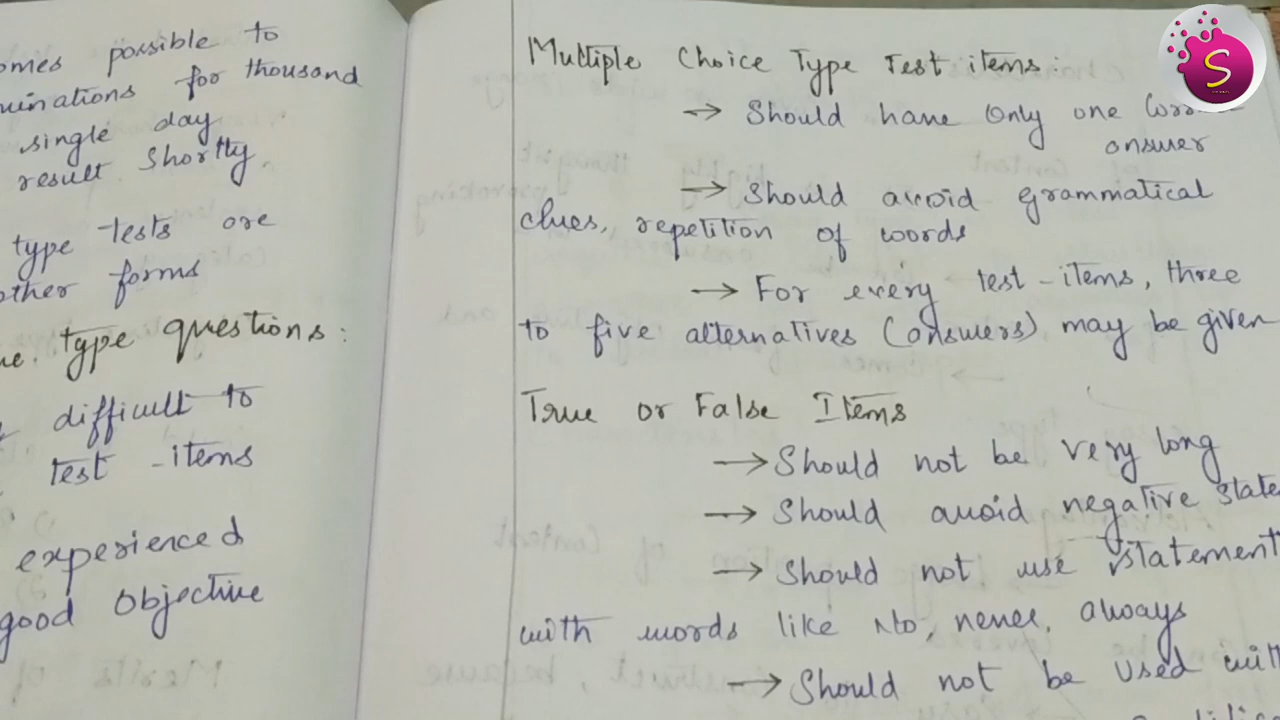 omes possible to
inations for thousand
single day
result shortly.
type tests are
other forms
type questions:
difficult to
test-items
experienced
good objective
Multiple Choice Type Test items:
→ Should have only one
answer
→ Should avoid grammatical
clues, repetition of words
→ For every test-items, three
to five alternatives (answers) may be given
True or False Items
→ Should not be very long
→ Should avoid negative state
→ Should not use statement
with words like No, never, always
→ Should not be used with
S